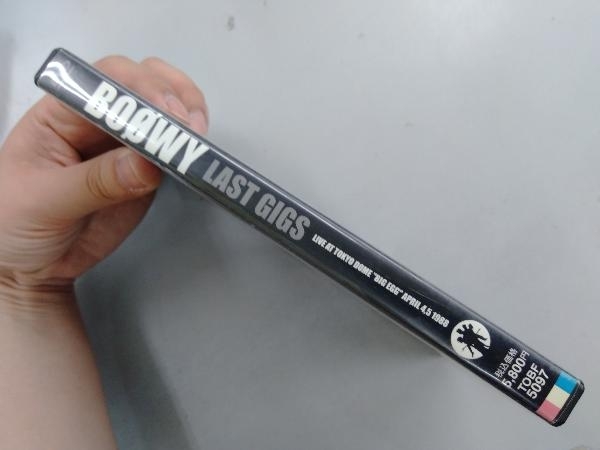 BOØWY LAST GIGS LIVE AT TOKYO DOME "BIG EGG" APRIL 4,5 1988
税込価格
5,800円
TOBF
5097